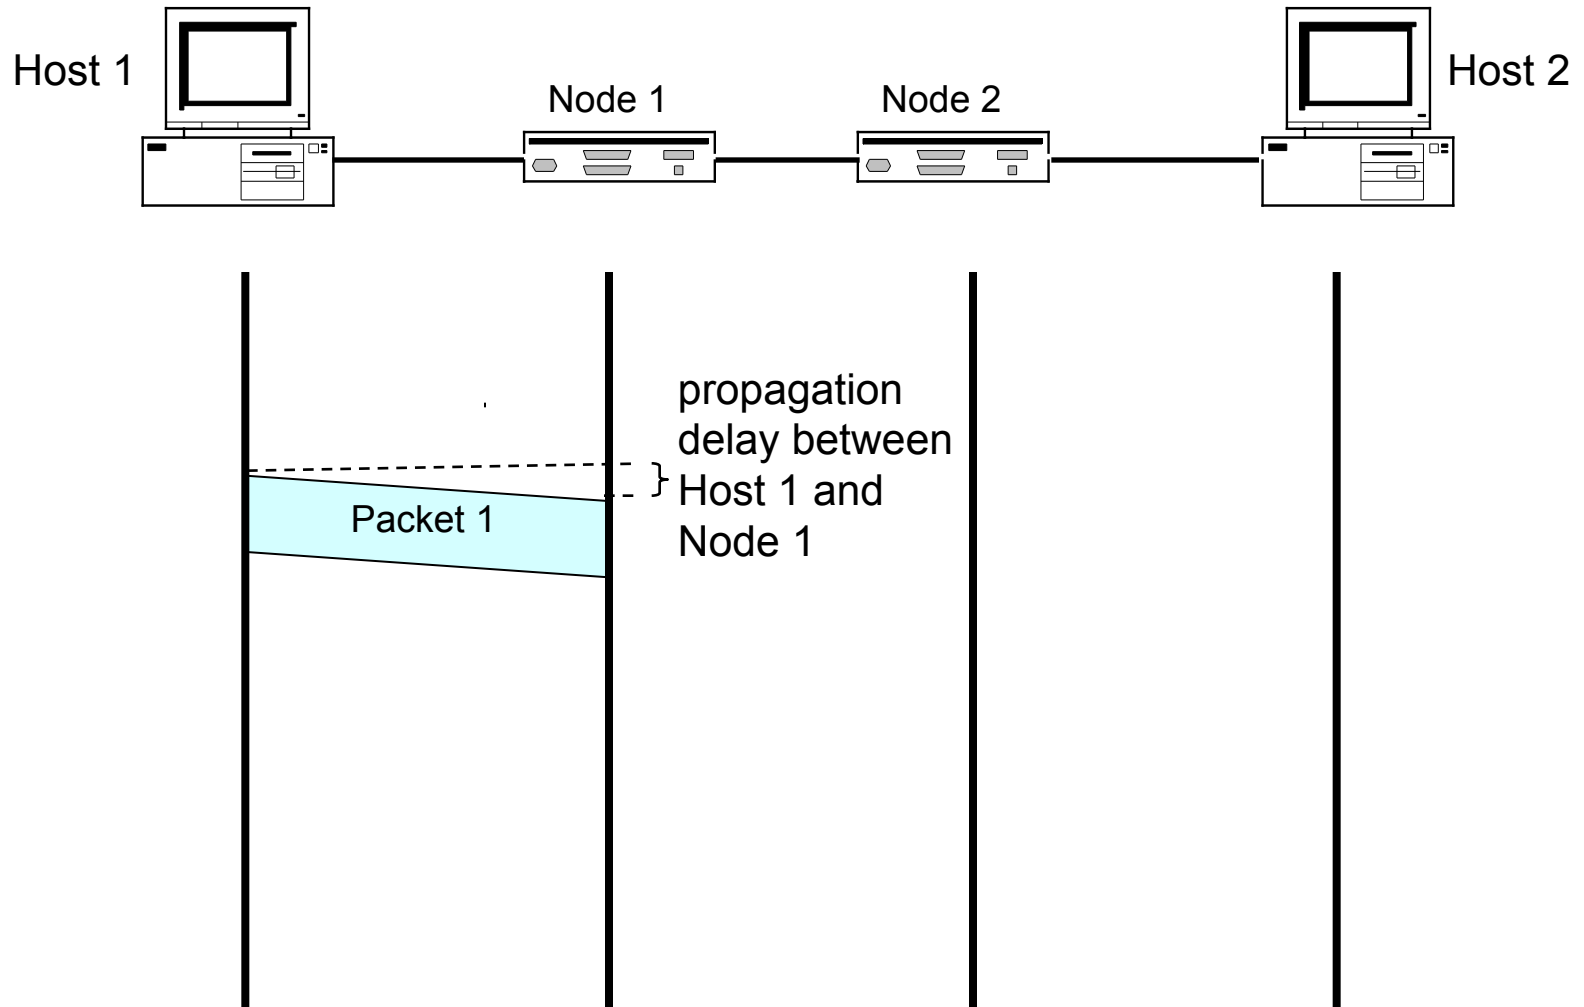 Host 1
Node 1
Node 2
Host 2
propagation
delay between
Host 1 and
Node 1
Packet 1